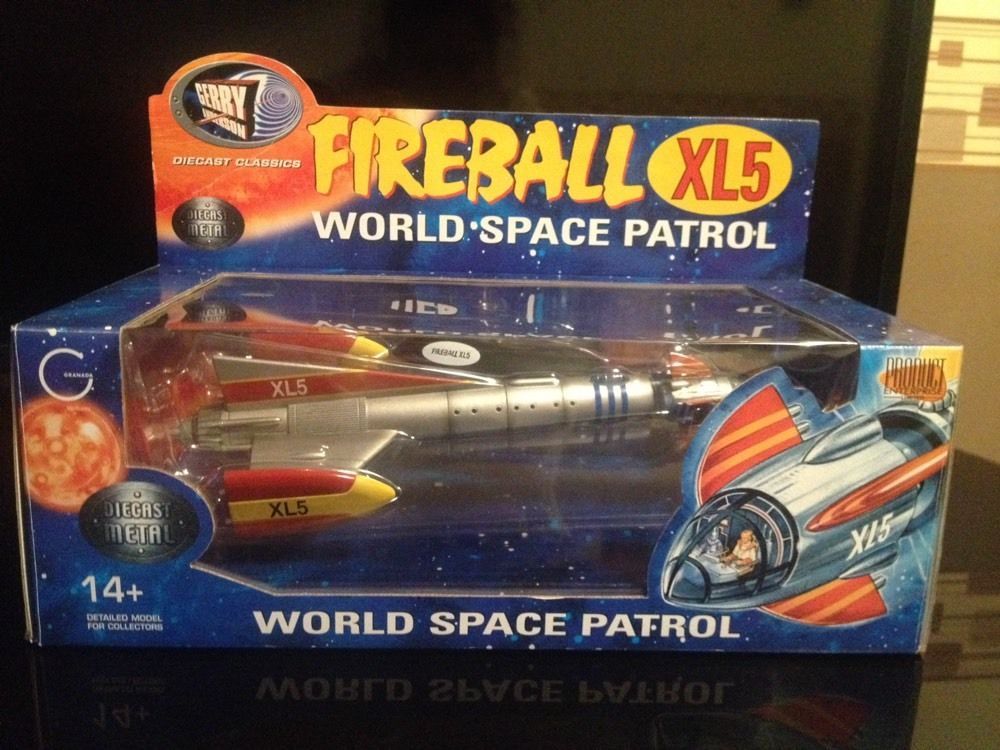 GERRY
ANDERSON
DIECAST CLASSICS
FIREBALL XL5
DIECAST
METAL
WORLD SPACE PATROL
FIREBALL XL5
GRANADA
XL5
PRODUCT
ENTERPRISE
XL5
XL5
DIECAST
METAL
14+
DETAILED MODEL
FOR COLLECTORS
WORLD SPACE PATROL